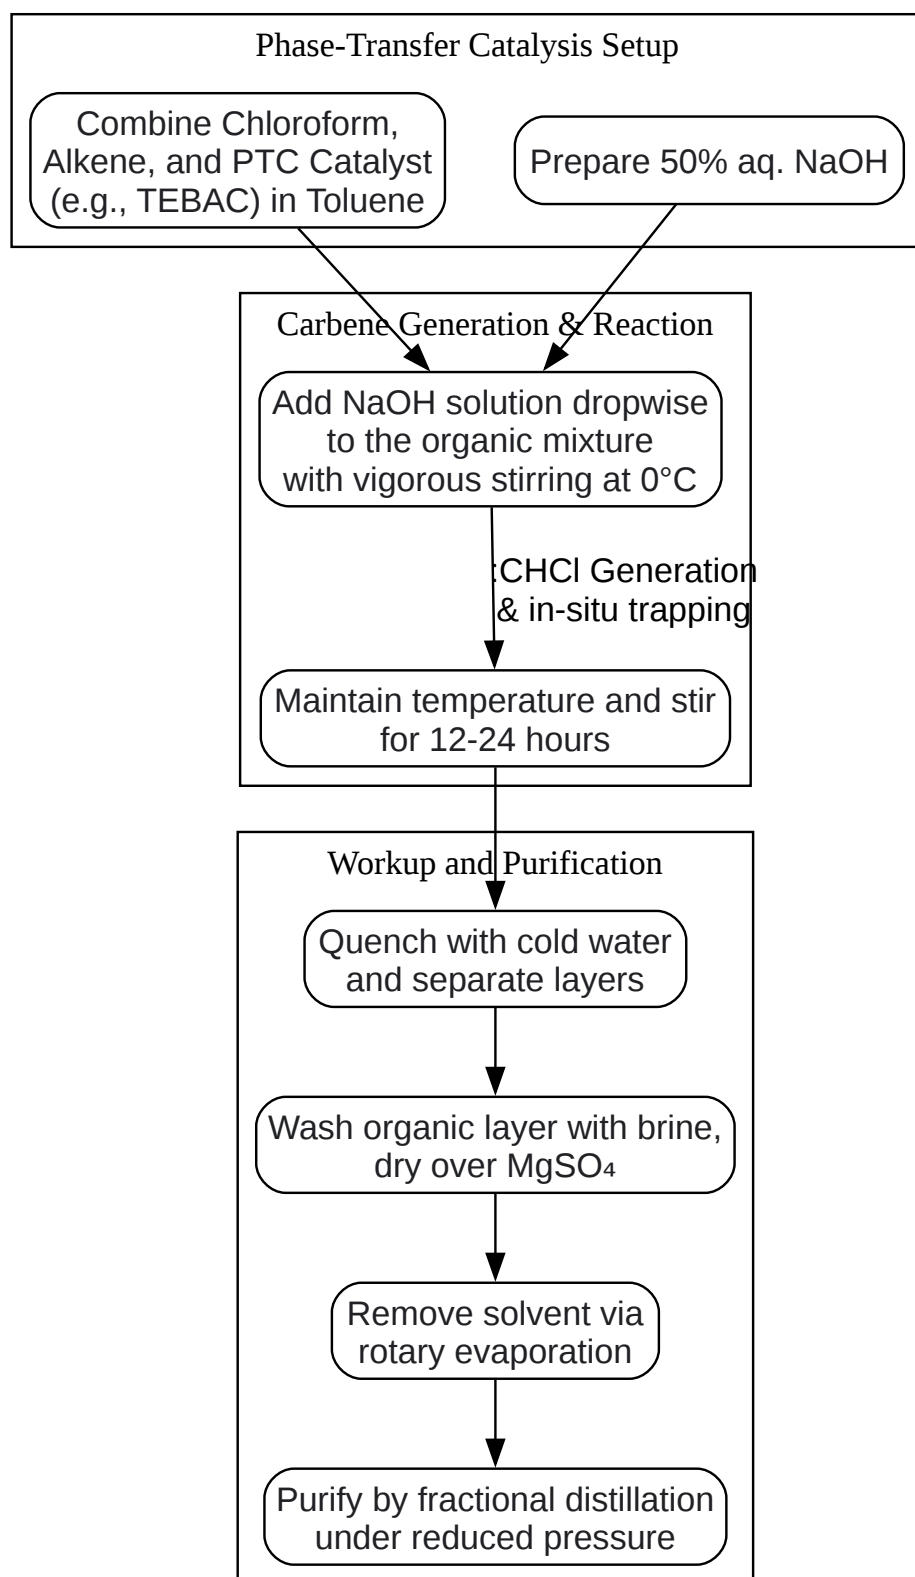 Phase-Transfer Catalysis Setup
Combine Chloroform,
Alkene, and PTC Catalyst
(e.g., TEBAC) in Toluene
Prepare 50% aq. NaOH
Carbene Generation & Reaction
Add NaOH solution dropwise
to the organic mixture
with vigorous stirring at 0°C
:CHCl Generation
& in-situ trapping
Maintain temperature and stir
for 12-24 hours
Workup and Purification
Quench with cold water
and separate layers
Wash organic layer with brine,
dry over MgSO₄
Remove solvent via
rotary evaporation
Purify by fractional distillation
under reduced pressure